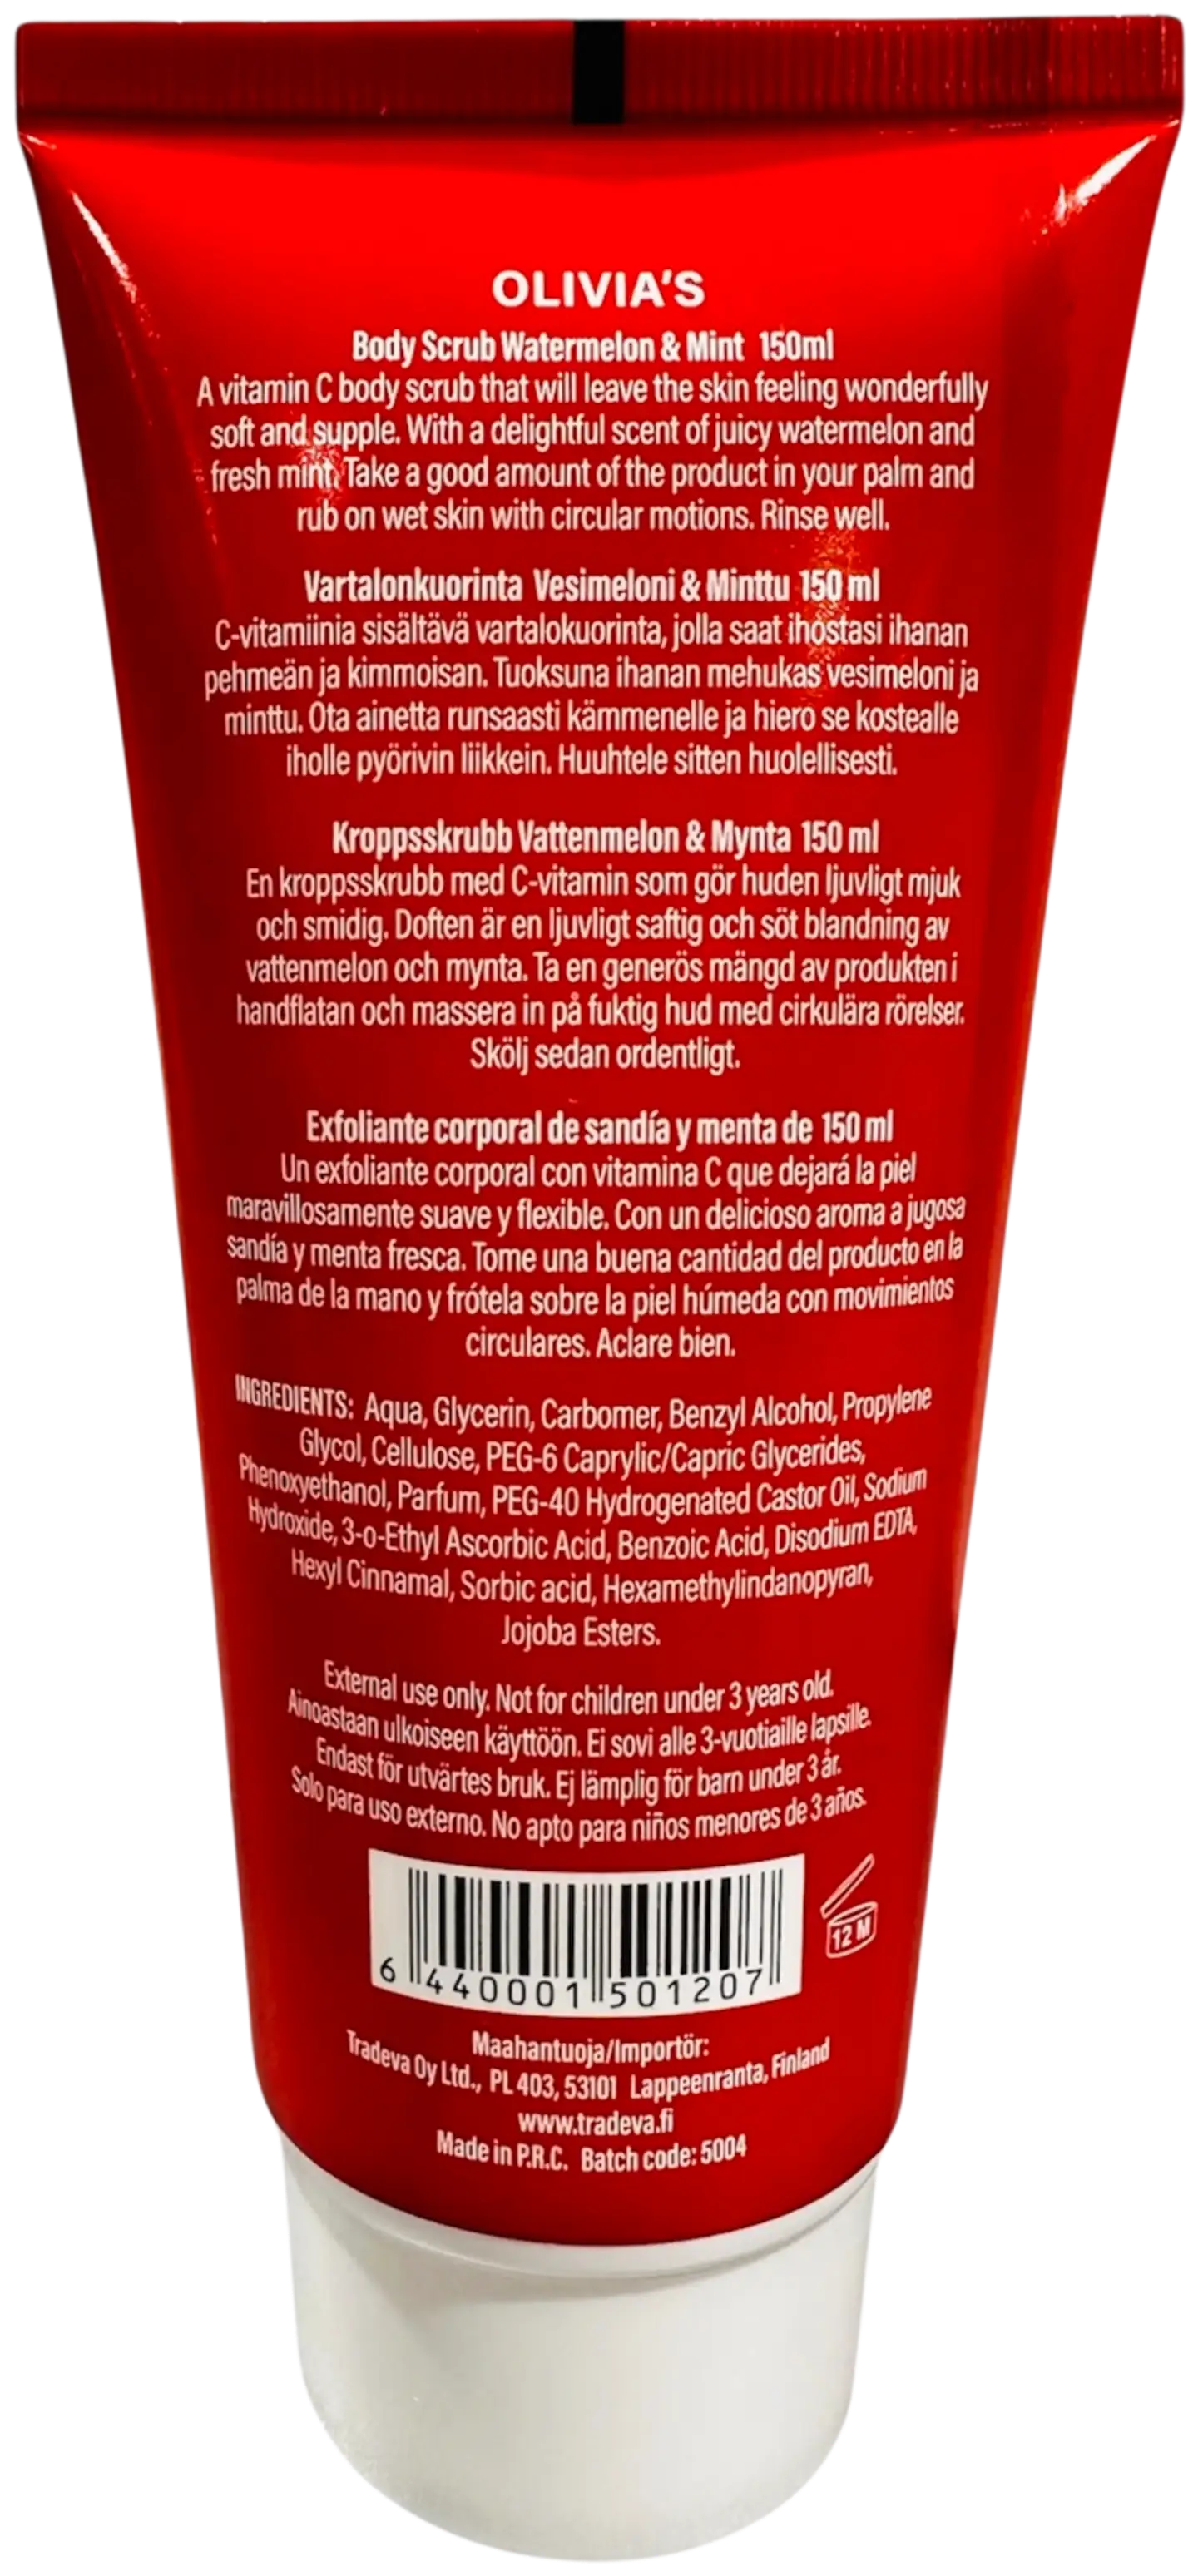 OLIVIA'S
Body Scrub Watermelon & Mint 150ml
A vitamin C body scrub that will leave the skin feeling wonderfully
soft and supple. With a delightful scent of juicy watermelon and
fresh mint. Take a good amount of the product in your palm and
rub on wet skin with circular motions. Rinse well.
Vartalonkuorinta Vesimeloni & Minttu 150 ml
C-vitamiinia sisältävä vartalokuorinta, jolla saat ihostasi ihanan
pehmeän ja kimmoisan. Tuoksuna ihanan mehukas vesimeloni ja
minttu. Ota ainetta runsaasti kämmenelle ja hiero se kostealle
iholle pyörivin liikkein. Huuhtele sitten huolellisesti.
Kroppsskrubb Vattenmelon & Mynta 150 ml
En kroppsskrubb med C-vitamin som gör huden ljuvligt mjuk
och smidig. Doften är en ljuvligt saftig och söt blandning av
vattenmelon och mynta. Ta en generös mängd av produkten i
handflatan och massera in på fuktig hud med cirkulära rörelser.
Skölj sedan ordentligt.
Exfoliante corporal de sandía y menta de 150 ml
Un exfoliante corporal con vitamina C que dejará la piel
maravillosamente suave y flexible. Con un delicioso aroma a jugosa
sandía y menta fresca. Tome una buena cantidad del producto en la
palma de la mano y frótela sobre la piel húmeda con movimientos
circulares. Aclare bien.
INGREDIENTS: Aqua, Glycerin, Carbomer, Benzyl Alcohol, Propylene
Glycol, Cellulose, PEG-6 Caprylic/Capric Glycerides,
Phenoxyethanol, Parfum, PEG-40 Hydrogenated Castor Oil, Sodium
Hydroxide, 3-o-Ethyl Ascorbic Acid, Benzoic Acid, Disodium EDTA,
Hexyl Cinnamal, Sorbic acid, Hexamethylindanopyran,
Jojoba Esters.
External use only. Not for children under 3 years old.
Ainoastaan ulkoiseen käyttöön. Ei sovi alle 3-vuotiaille lapsille.
Endast för utvärtes bruk. Ej lämplig för barn under 3 år.
Solo para uso externo. No apto para niños menores de 3 años.
12 M
6 440001 501207
Maahantuoja/Importör:
Tradeva Oy Ltd., PL 403, 53101 Lappeenranta, Finland
www.tradeva.fi
Made in P.R.C. Batch code: 5004